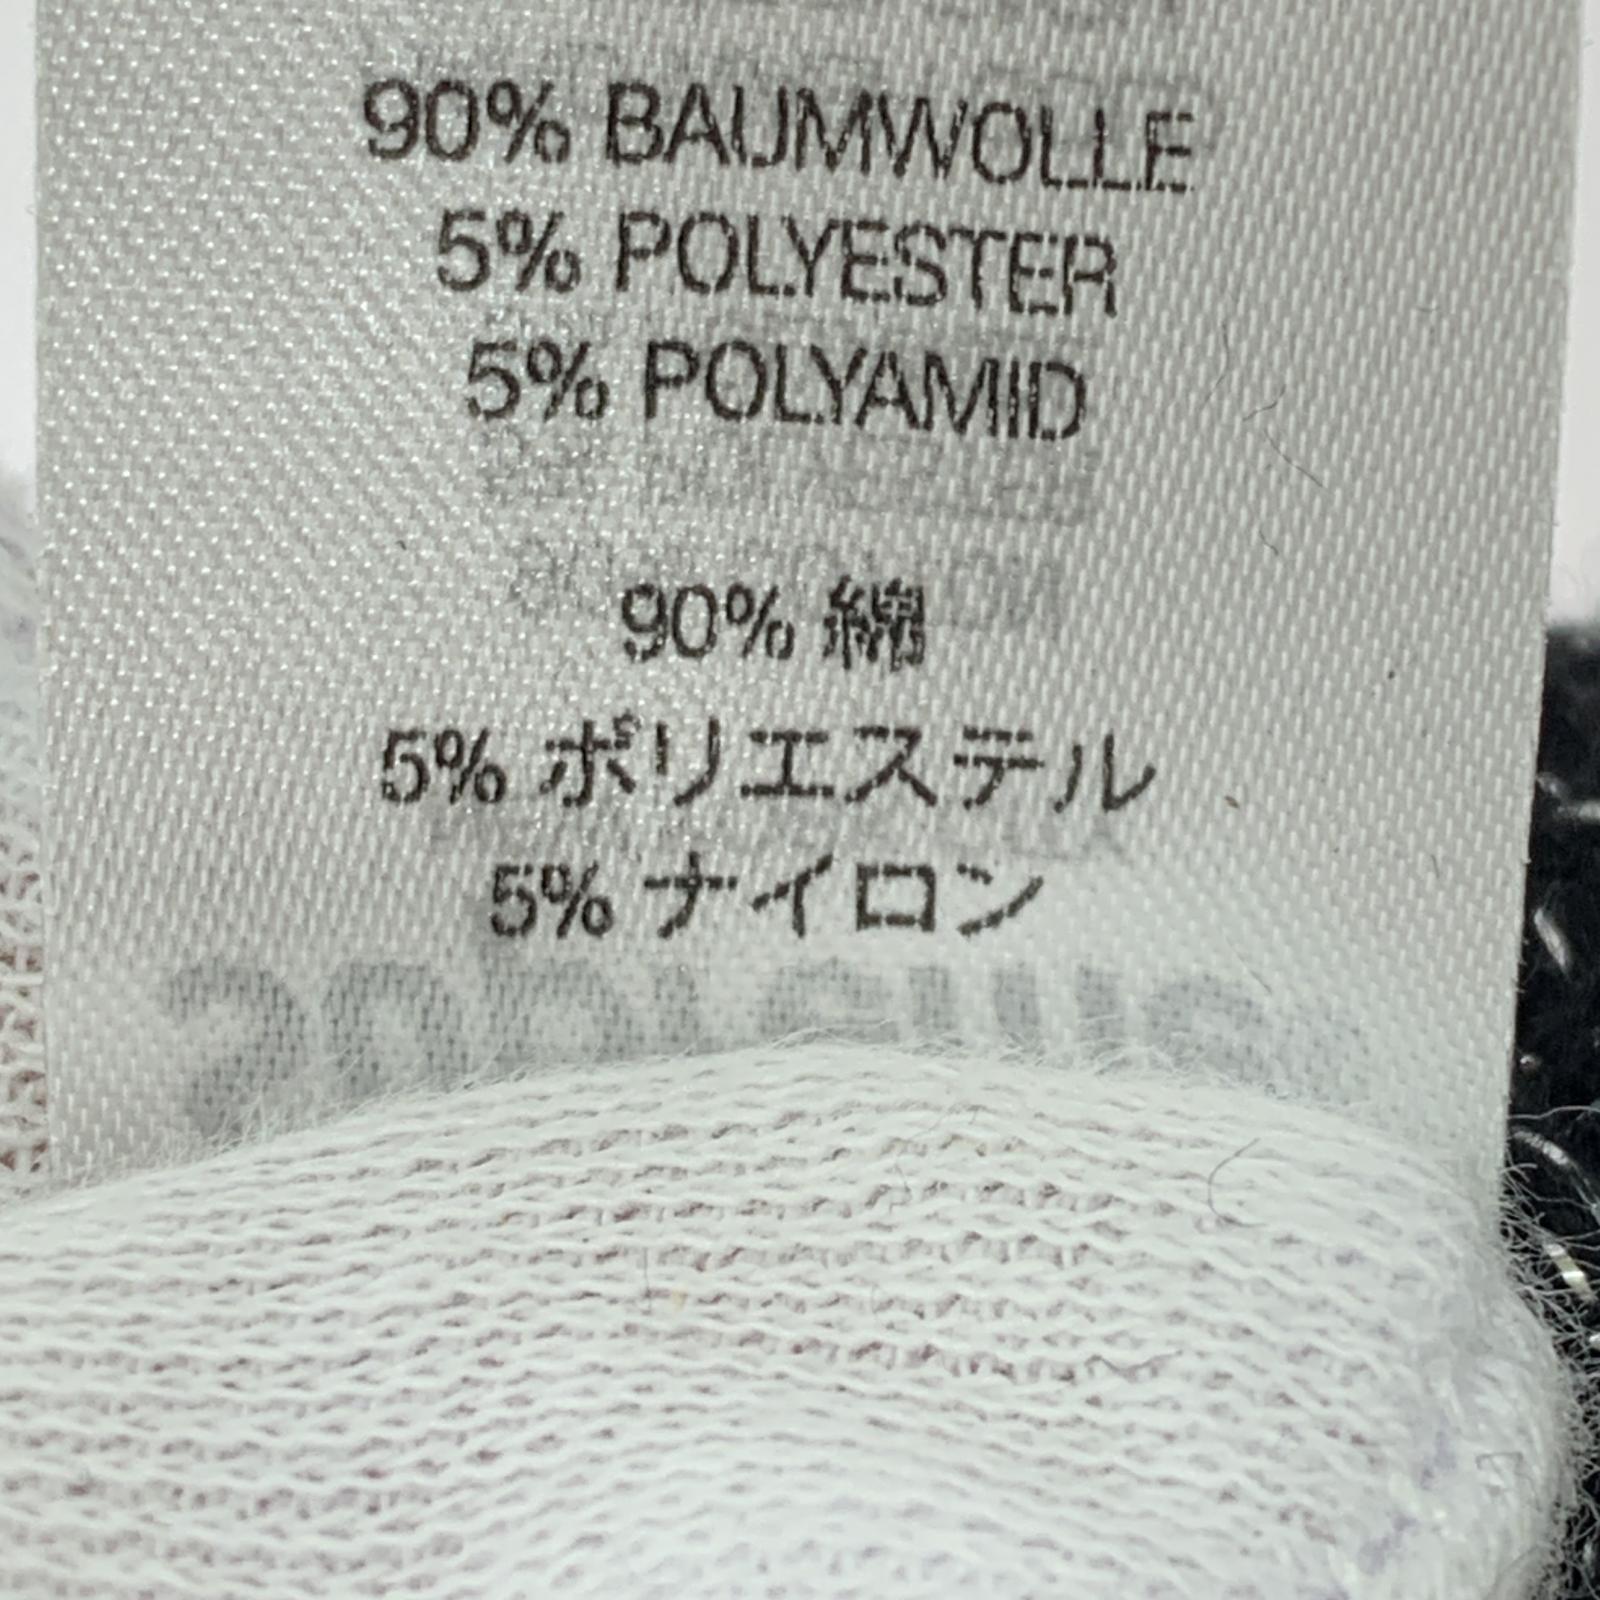 90% BAUMWOLLE
5% POLYESTER
5% POLYAMID
90% 綿
5% ポリエステル
5% ナイロン